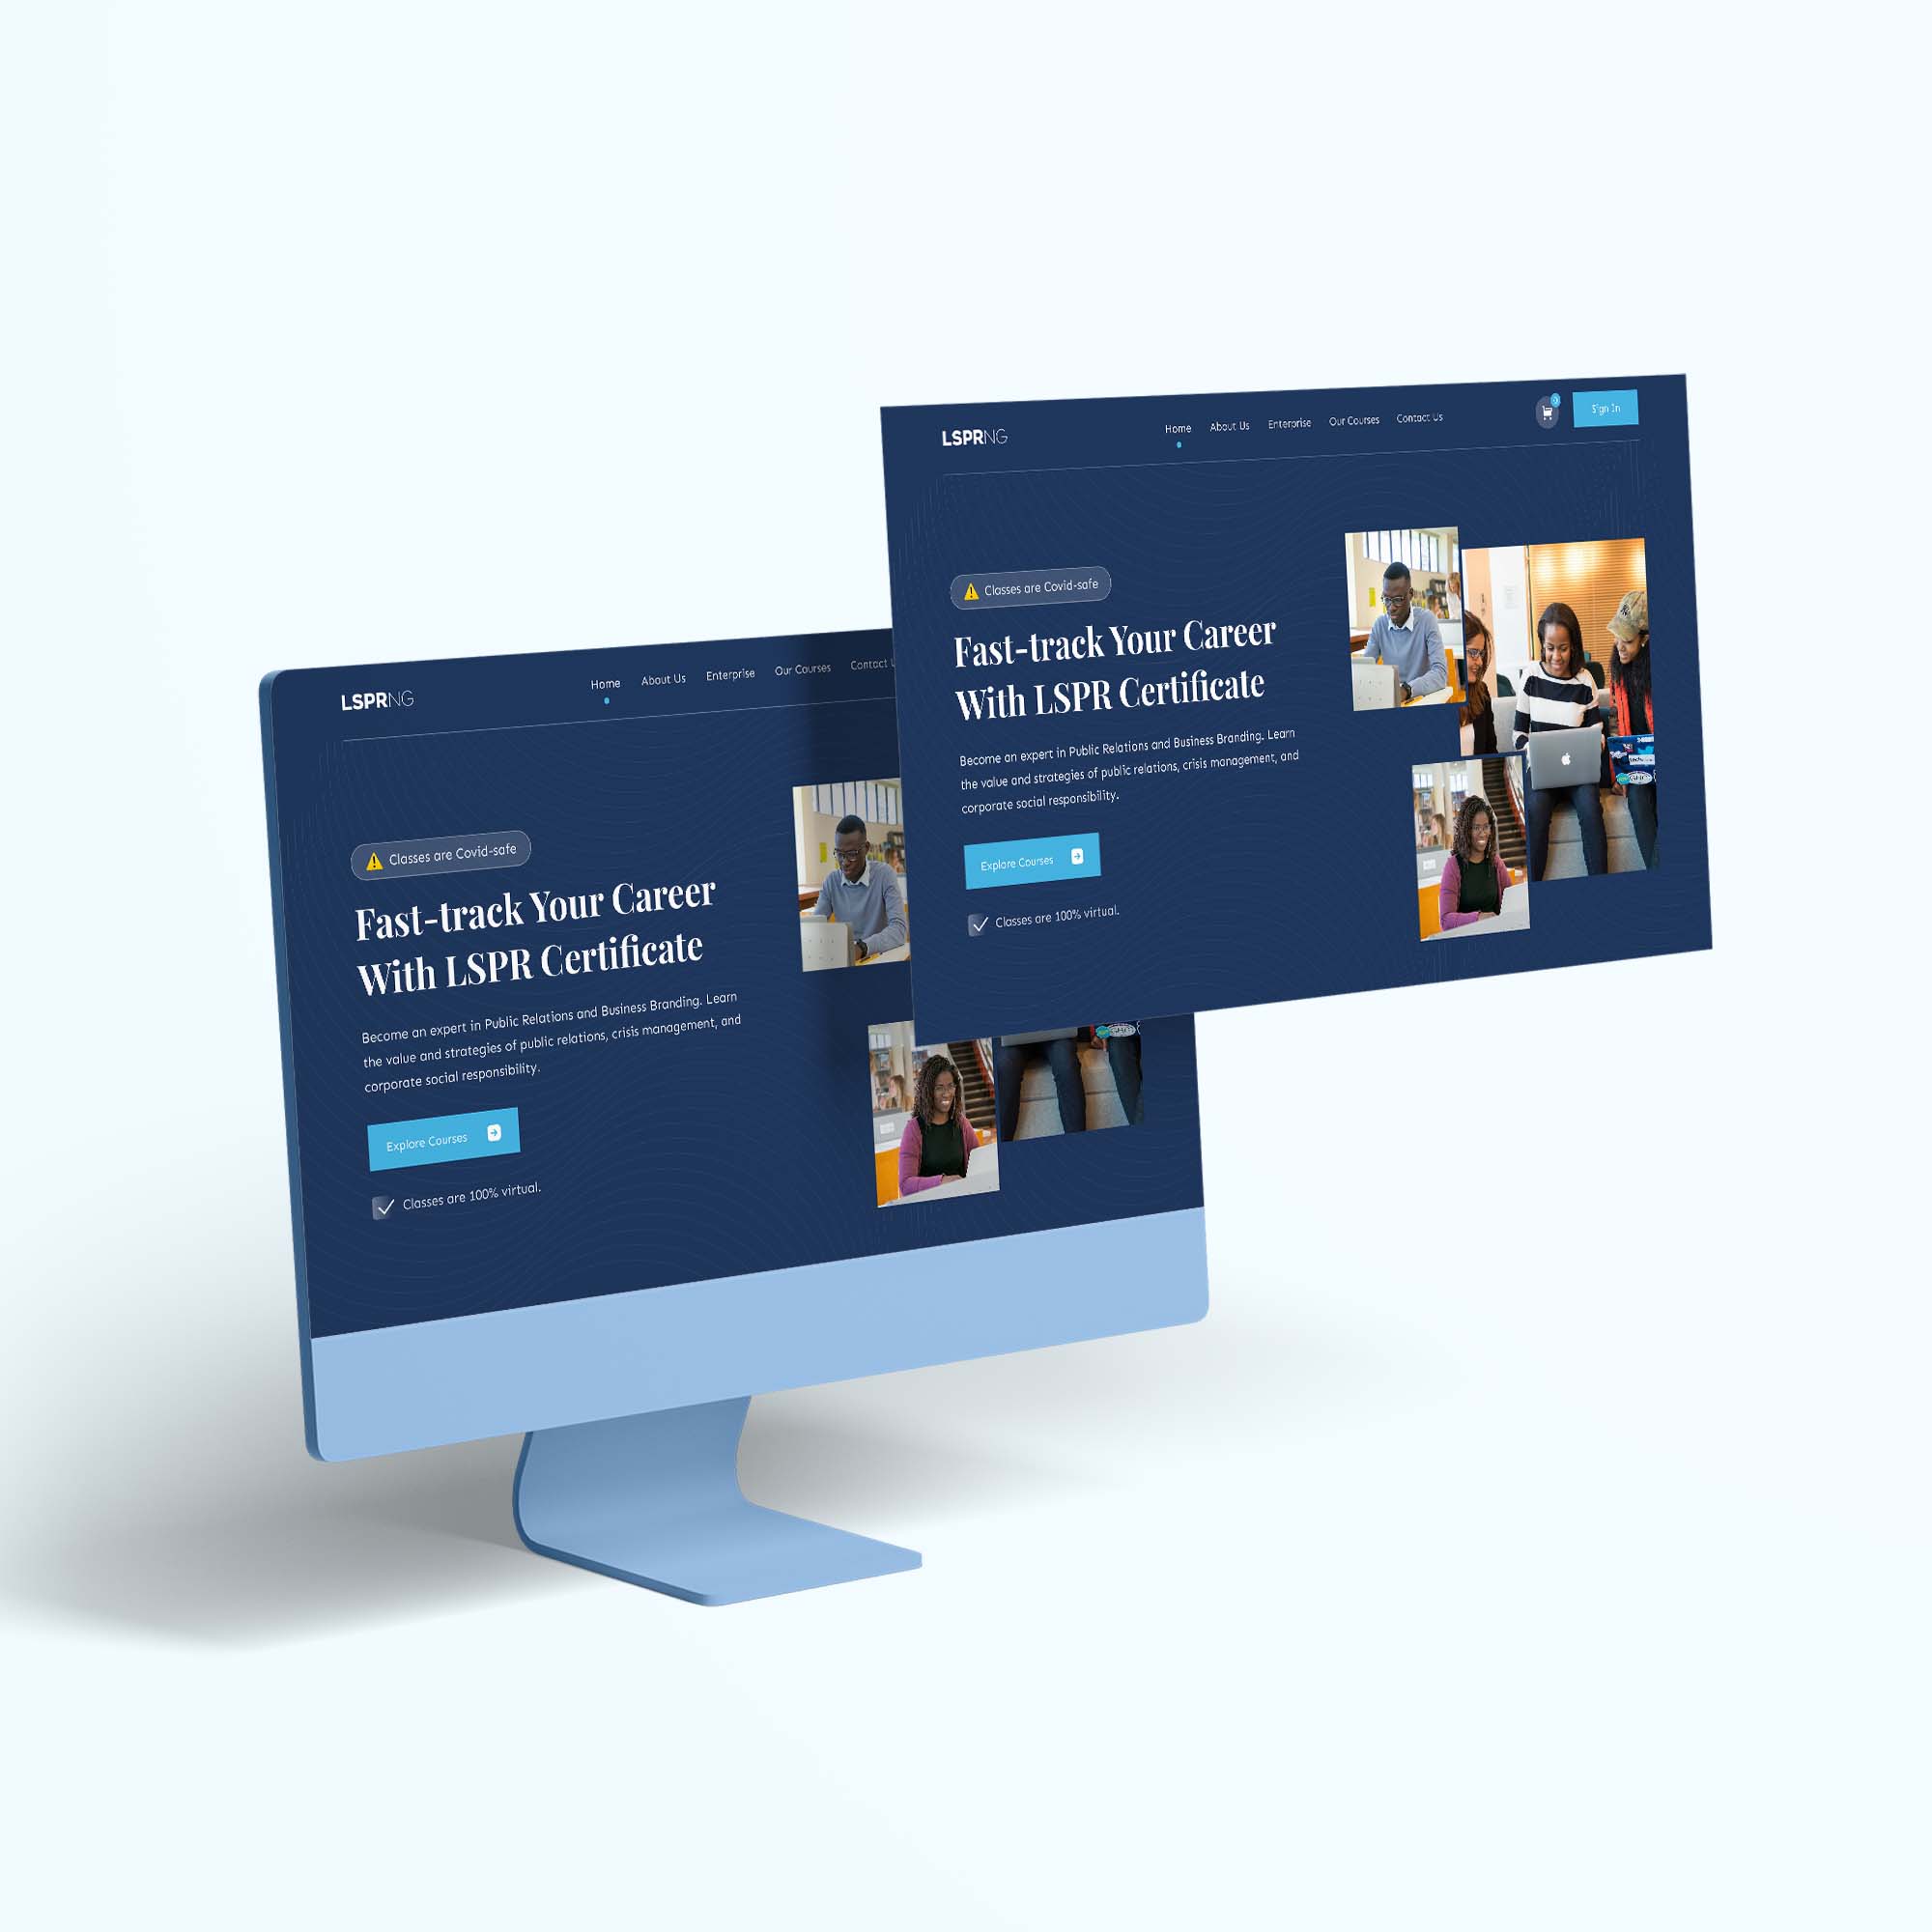 LSPRNG
Home About Us Enterprise Our Courses Contact Us
0
Sign In
Classes are Covid-safe
Fast-track Your Career
With LSPR Certificate
Become an expert in Public Relations and Business Branding. Learn
the value and strategies of public relations, crisis management, and
corporate social responsibility.
Explore Courses
Classes are 100% virtual.
LSPRNG
Home About Us Enterprise Our Courses Contact
Classes are Covid-safe
Fast-track Your Career
With LSPR Certificate
Become an expert in Public Relations and Business Branding. Learn
the value and strategies of public relations, crisis management, and
corporate social responsibility.
Explore Courses
Classes are 100% virtual.